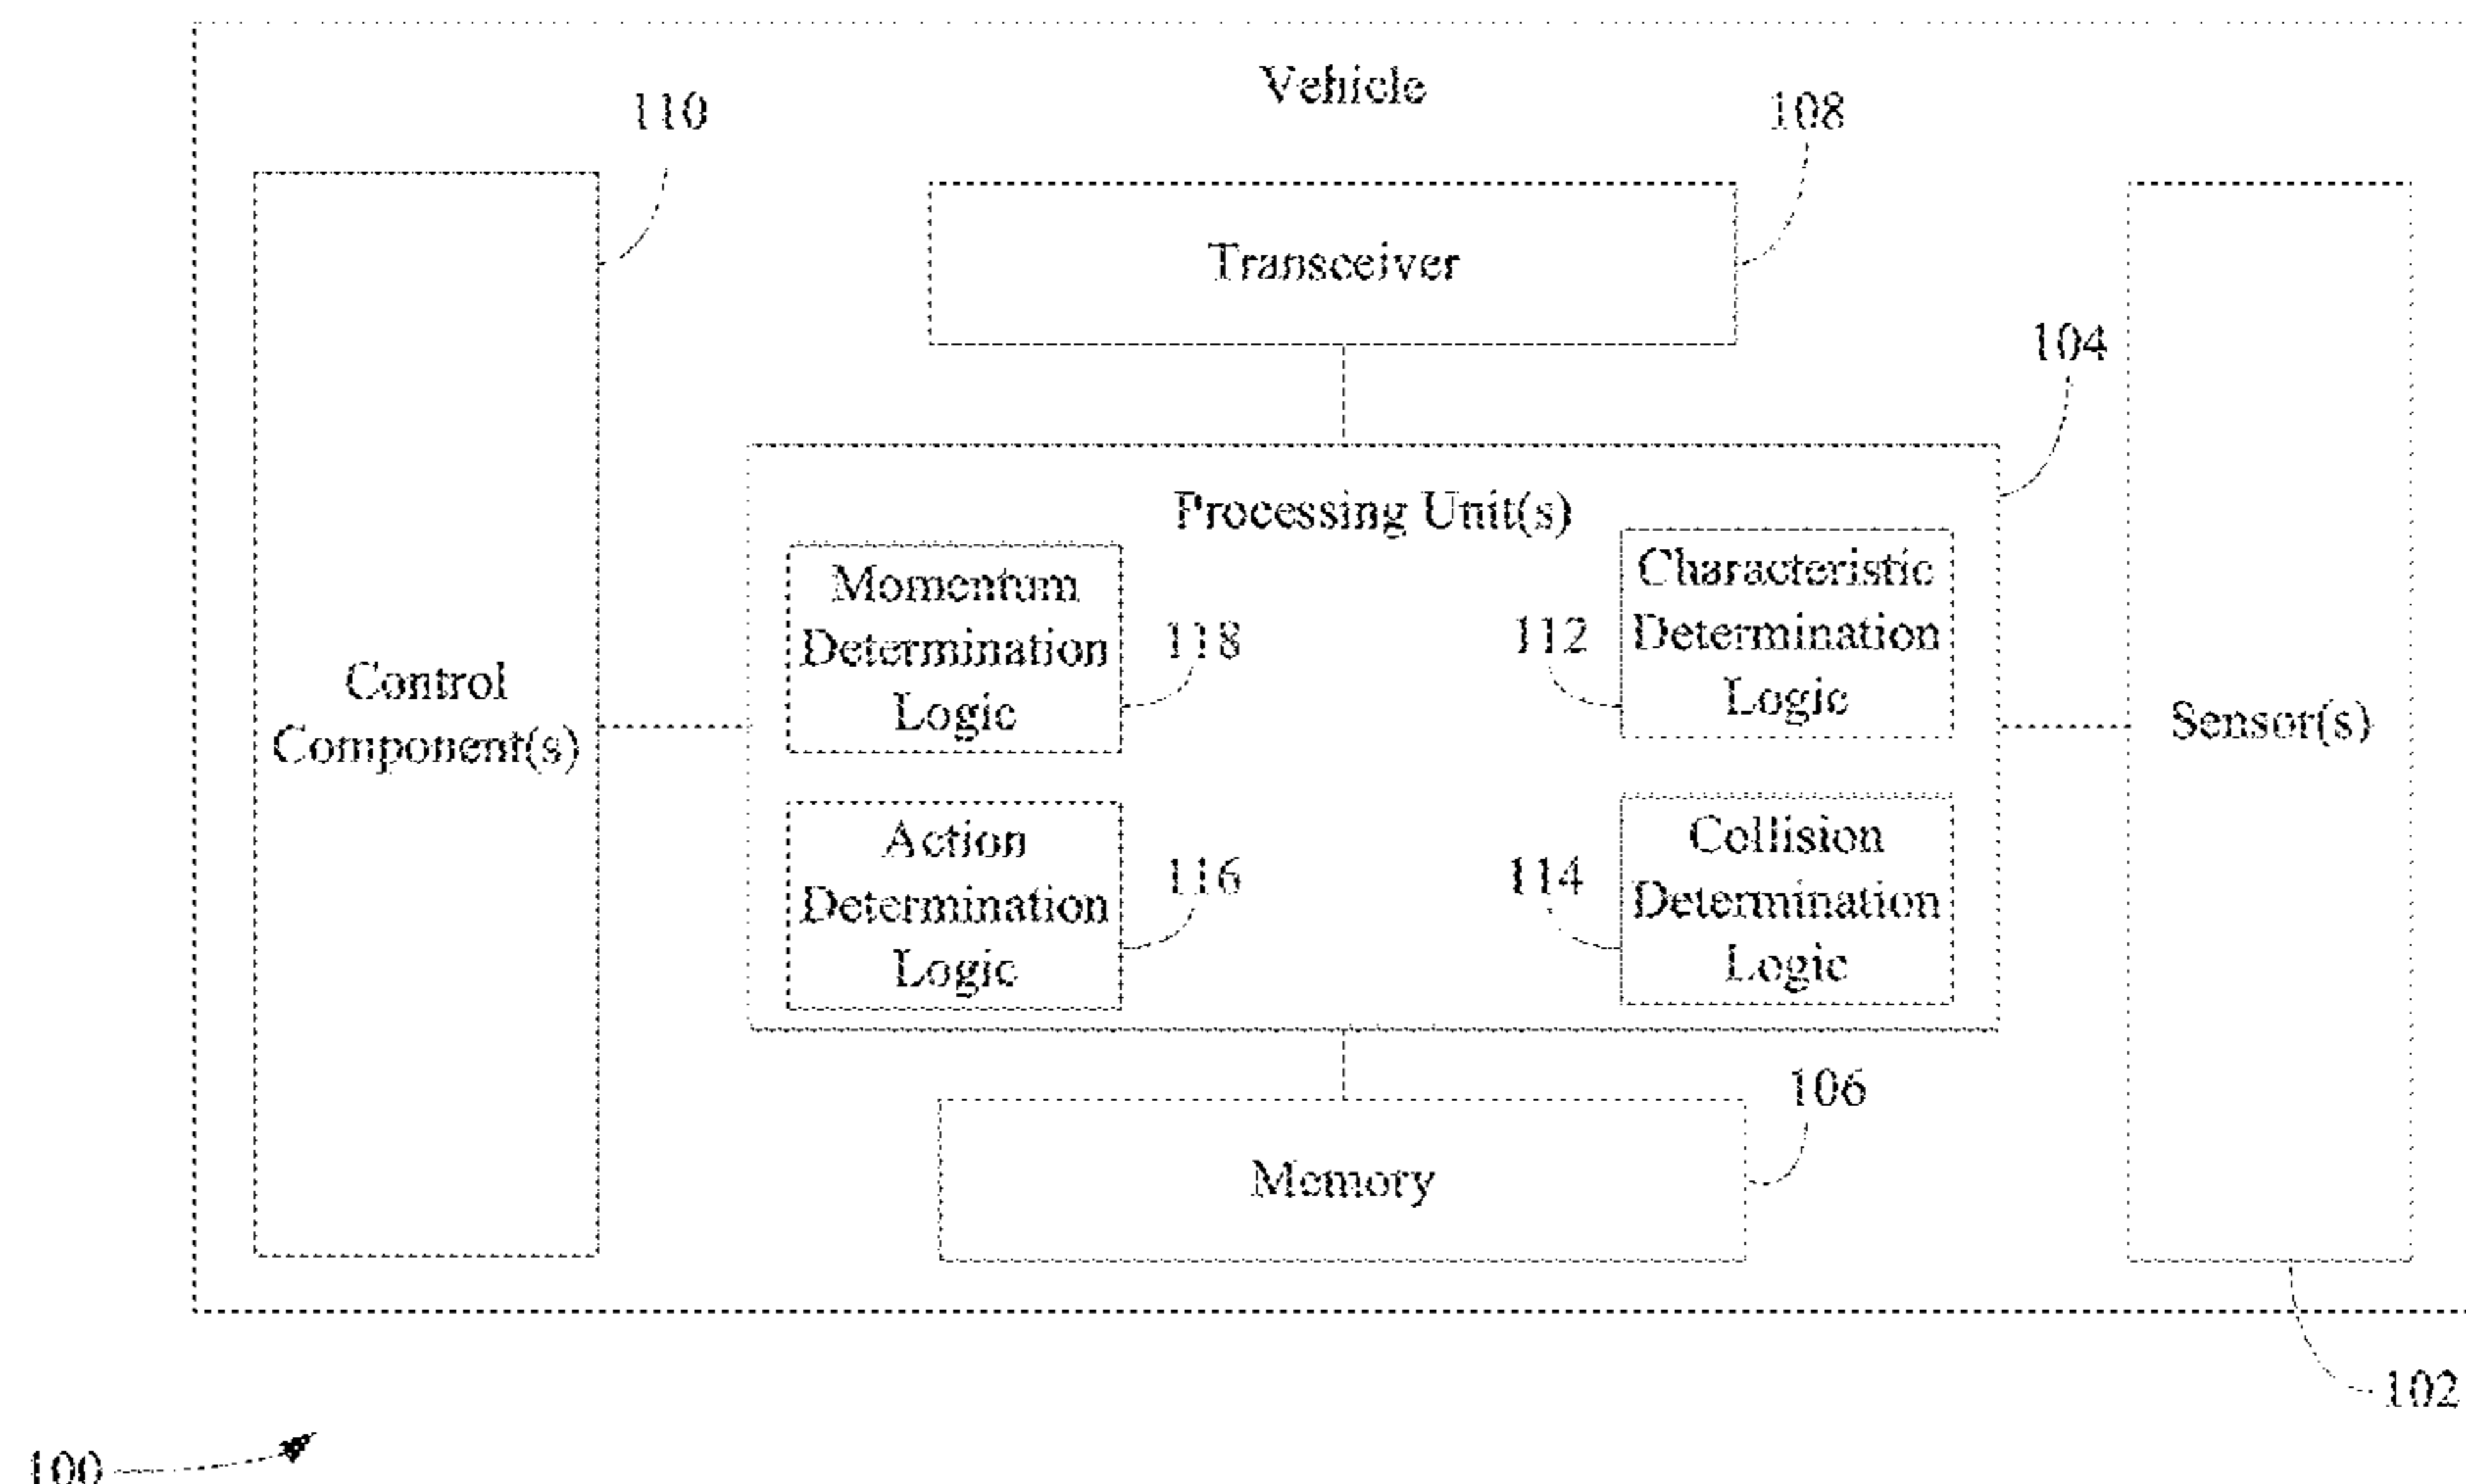 Vehicle
110
108
Transceiver
104
Processing Unit(s)
Momentum
Determination
Logic
118
112
Characteristic
Determination
Logic
Control
Component(s)
Sensor(s)
Action
Determination
Logic
116
114
Collision
Determination
Logic
106
Memory
102
100